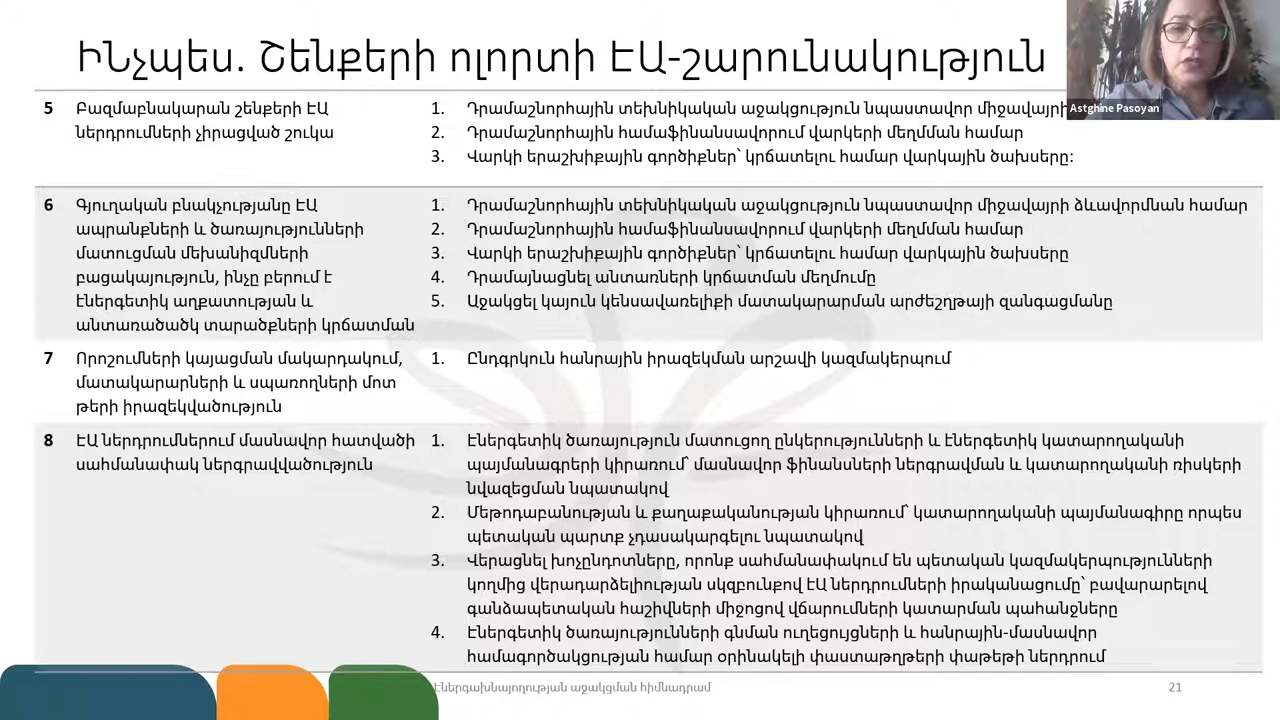 ԻՆչպես. Շենքերի ոլորտի ԷԱ-շարունակություն
Astghine Pasoyan
5 Բազմաբնակարան շենքերի ԷԱ
ներդրումների չիրացված շուկա
1. Դրամաշնորհային տեխնիկական աջակցություն նպաստավոր միջավայրի
2. Դրամաշնորհային համաֆինանսավորում վարկերի մեղմման համար
3. Վարկի երաշխիքային գործիքներ՝ կրճատելու համար վարկային ծախսերը:
6 Գյուղական բնակչությանը ԷԱ
ապրանքների և ծառայությունների
մատուցման մեխանիզմների
բացակայություն, ինչը բերում է
էներգետիկ աղքատության և
անտառածածկ տարածքների կրճատման
1. Դրամաշնորհային տեխնիկական աջակցություն նպաստավոր միջավայրի ձևավորմնան համար
2. Դրամաշնորհային համաֆինանսավորում վարկերի մեղմման համար
3. Վարկի երաշխիքային գործիքներ՝ կրճատելու համար վարկային ծախսերը
4. Դրամայնացնել անտառների կրճատման մեղմումը
5. Աջակցել կայուն կենսավառելիքի մատակարարման արժեշղթայի զանգացմանը
7 Որոշումների կայացման մակարդակում,
մատակարարների և սպառողների մոտ
թերի իրազեկվածություն
1. Ընդգրկուն հանրային իրազեկման արշավի կազմակերպում
8 ԷԱ ներդրումներում մասնավոր հատվածի
սահմանափակ ներգրավվածություն
1. Էներգետիկ ծառայություն մատուցող ընկերությունների և էներգետիկ կատարողականի
պայմանագրերի կիրառում՝ մասնավոր ֆինանսների ներգրավման և կատարողականի ռիսկերի
նվազեցման նպատակով
2. Մեթոդաբանության և քաղաքականության կիրառում՝ կատարողականի պայմանագիրը որպես
պետական պարտք չդասակարգելու նպատակով
3. Վերացնել խոչընդոտները, որոնք սահմանափակում են պետական կազմակերպությունների
կողմից վերադարձելիության սկզբունքով ԷԱ ներդրումների իրականացումը՝ բավարարելով
գանձապետական հաշիվների միջոցով վճարումների կատարման պահանջները
4. Էներգետիկ ծառայությունների գնման ուղեցույցների և հանրային-մասնավոր
համագործակցության համար օրինակելի փաստաթղթերի փաթեթի ներդրում
Էներգախնայողության աջակցման հիմնադրամ
21